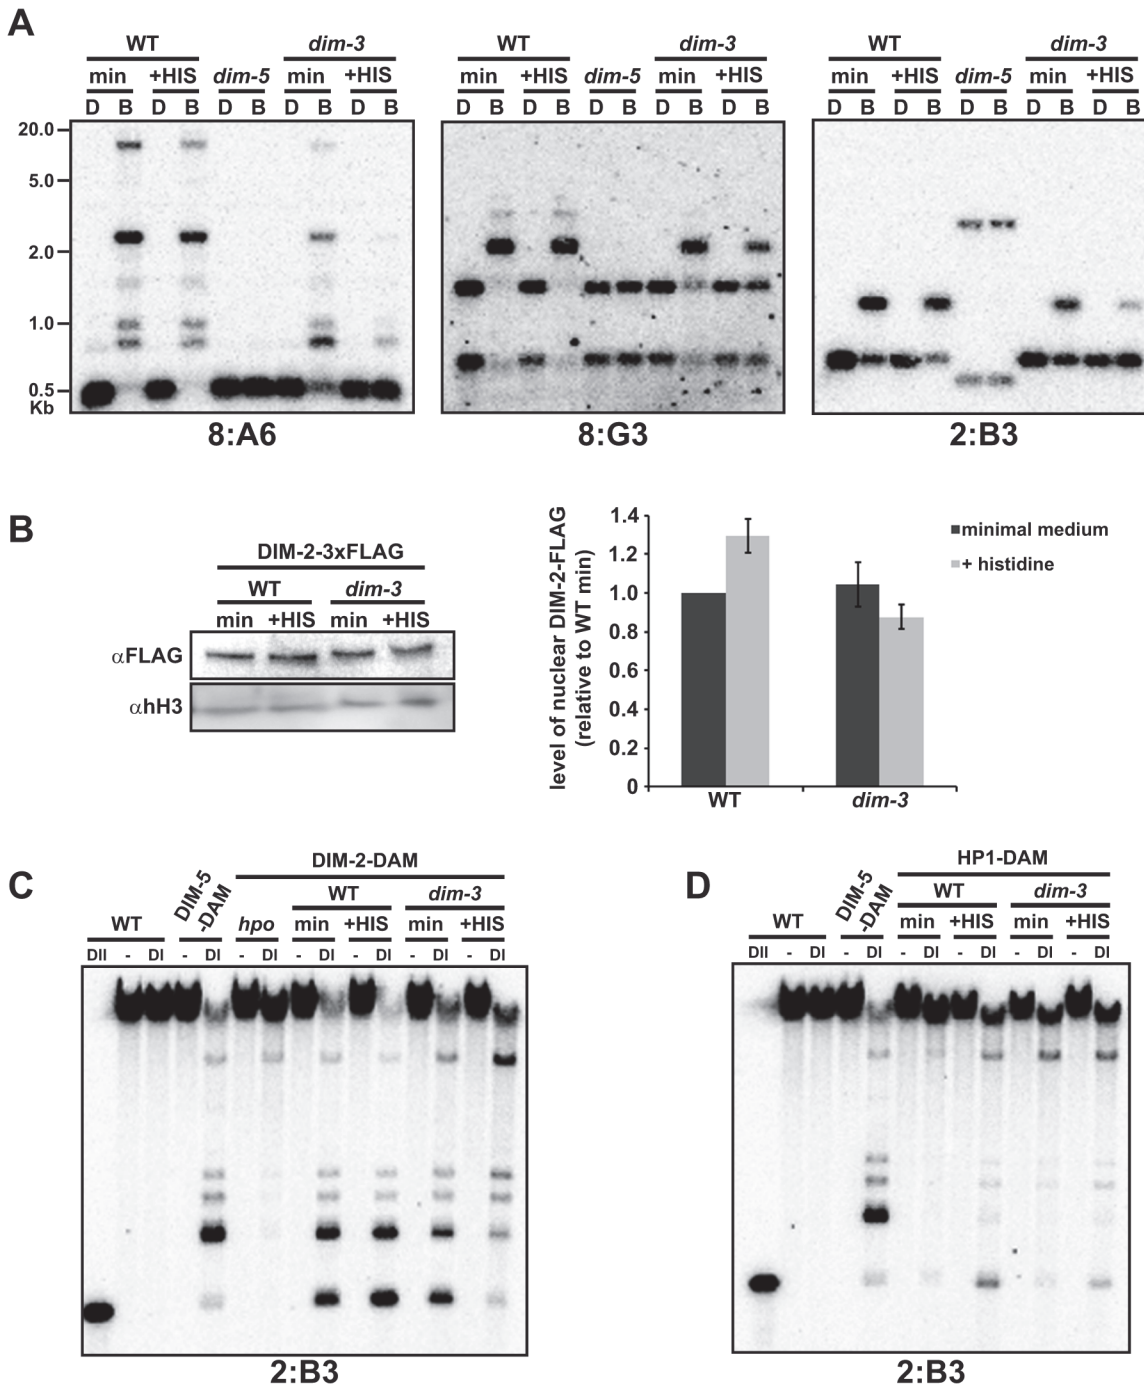 A
WT dim-3
min +HIS dim-5 min +HIS
D B D B D B D B D B
20.0
5.0
2.0
1.0
0.5
Kb
8:A6
WT dim-3
min +HIS dim-5 min +HIS
D B D B D B D B D B
8:G3
WT dim-3
min +HIS dim-5 min +HIS
D B D B D B D B D B
2:B3
B
DIM-2-3xFLAG
WT dim-3
min +HIS min +HIS
αFLAG
αhH3
level of nuclear DIM-2-FLAG
(relative to WT min)
1.4
1.2
1.0
0.8
0.6
0.4
0.2
0
WT dim-3
minimal medium
+ histidine
C
DIM-2-DAM
DIM-5
-DAM
WT dim-3
WT hpo min +HIS min +HIS
DII - DI - DI - DI - DI - DI - DI - DI
2:B3
D
HP1-DAM
DIM-5
-DAM
WT dim-3
WT min +HIS min +HIS
DII - DI - DI - DI - DI - DI - DI
2:B3